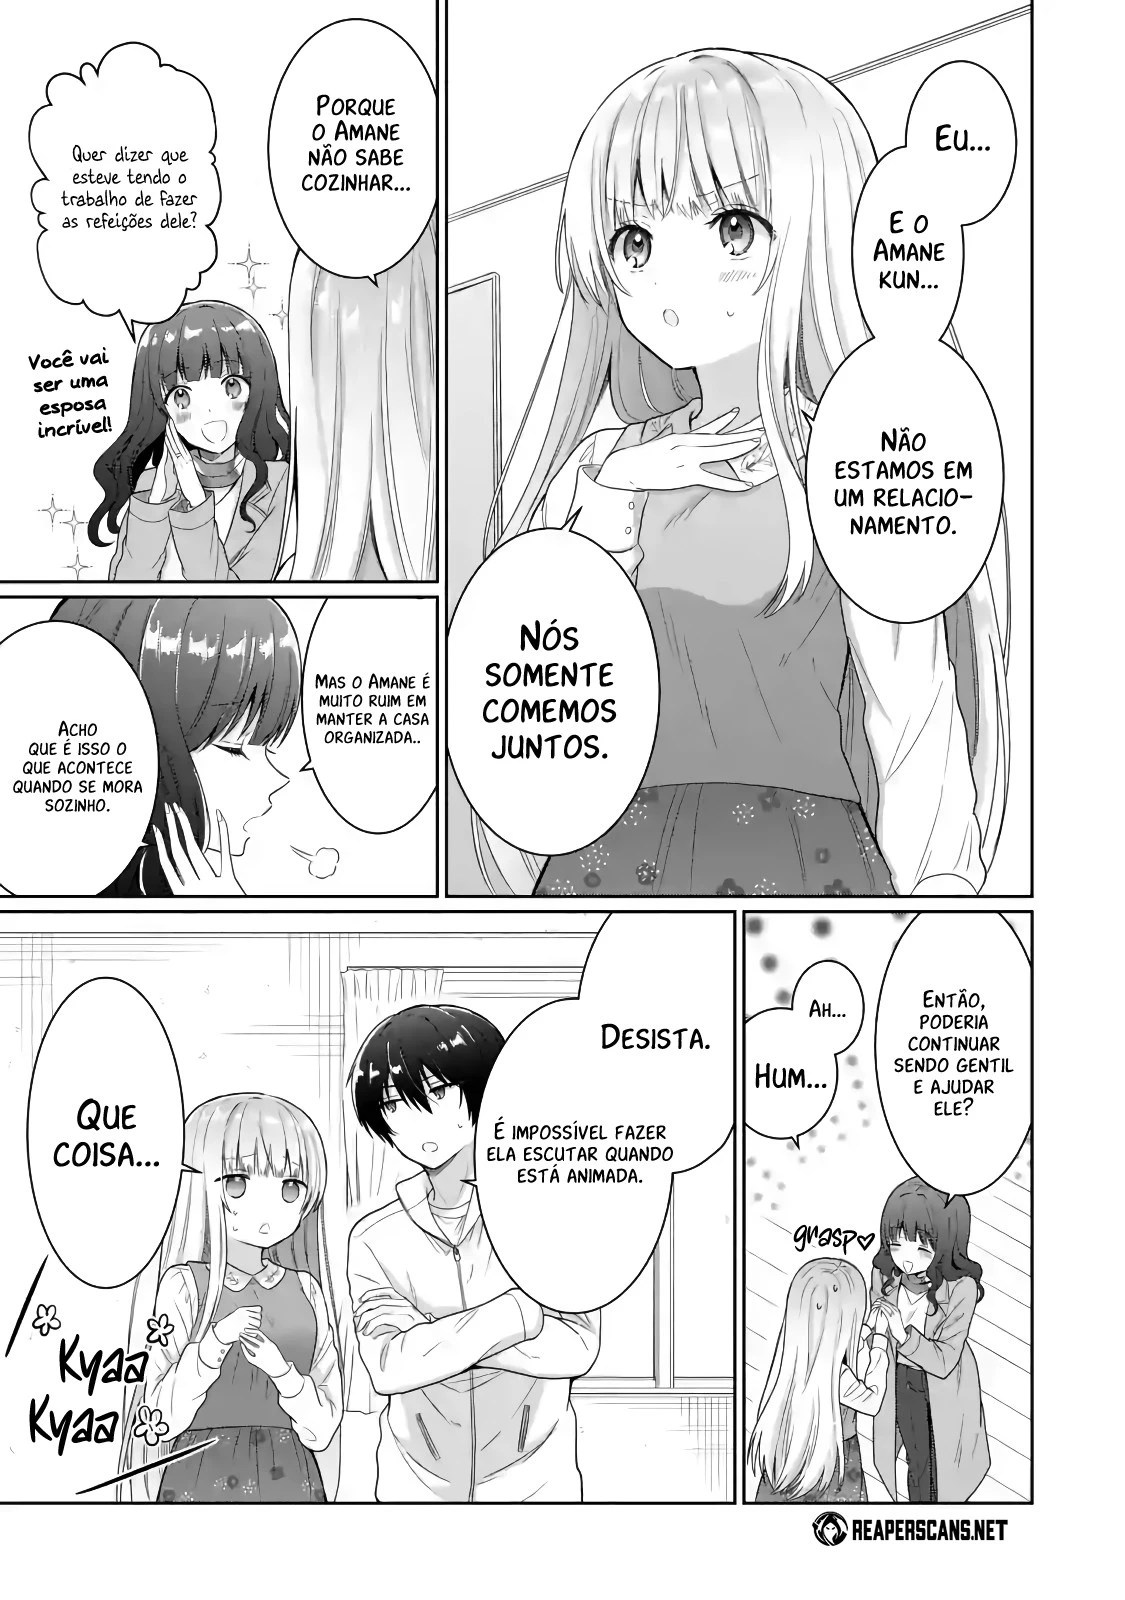 Eu...
E o
Amane
kun...
Não
estamos em
um relacio-
namento.
Nós
somente
comemos
juntos.
Porque
o Amane
não sabe
cozinhar...
Quer dizer que
esteve tendo o
trabalho de fazer
as refeições dele?
Você vai
ser uma
esposa
incrível!
Mas o Amane é
muito ruim em
manter a casa
organizada..
Acho
que é isso o
que acontece
quando se mora
sozinho.
Então,
poderia
continuar
sendo gentil
e ajudar
ele?
Ah...
Hum...
grasp♡
Desista.
É impossível fazer
ela escutar quando
está animada.
Que
coisa...
Kyaa
Kyaa
REAPERSCANS.NET